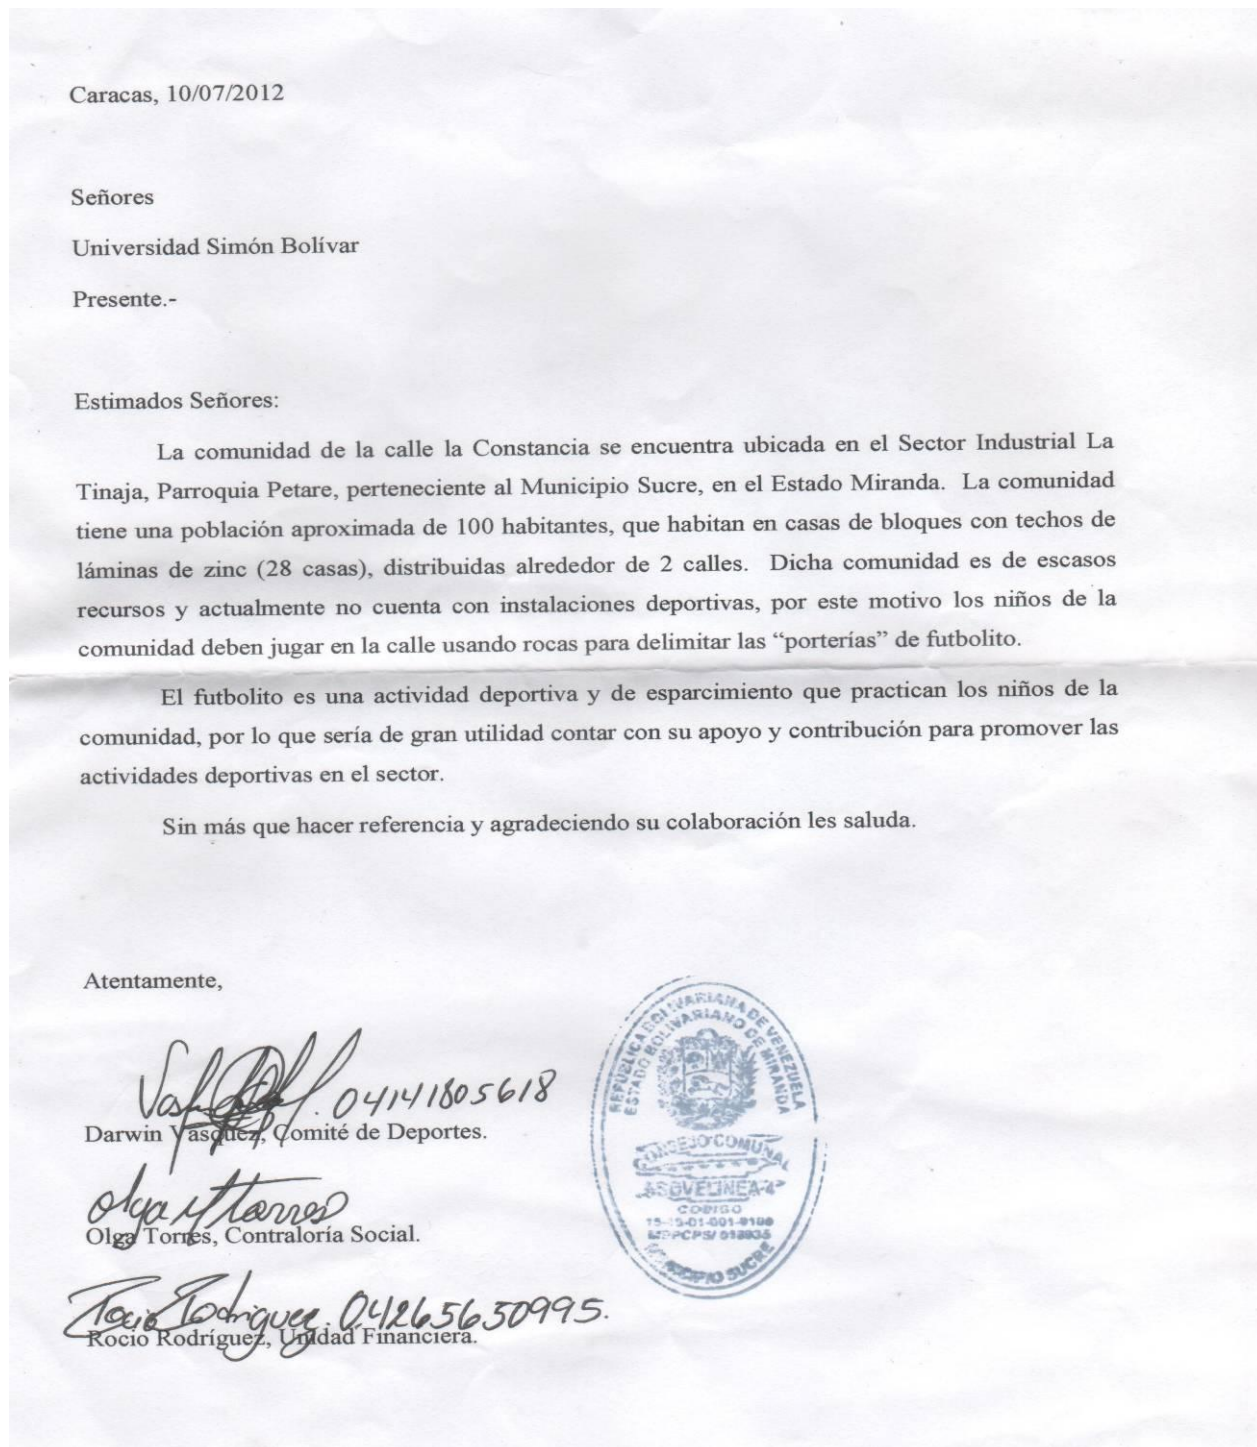 Caracas, 10/07/2012
Señores
Universidad Simón Bolívar
Presente.-
Estimados Señores:
La comunidad de la calle la Constancia se encuentra ubicada en el Sector Industrial La
Tinaja, Parroquia Petare, perteneciente al Municipio Sucre, en el Estado Miranda. La comunidad
tiene una población aproximada de 100 habitantes, que habitan en casas de bloques con techos de
láminas de zinc (28 casas), distribuidas alrededor de 2 calles. Dicha comunidad es de escasos
recursos y actualmente no cuenta con instalaciones deportivas, por este motivo los niños de la
comunidad deben jugar en la calle usando rocas para delimitar las “porterías” de futbolito.
El futbolito es una actividad deportiva y de esparcimiento que practican los niños de la
comunidad, por lo que sería de gran utilidad contar con su apoyo y contribución para promover las
actividades deportivas en el sector.
Sin más que hacer referencia y agradeciendo su colaboración les saluda.
Atentamente,
04141805618
Darwin Vasquez, Comité de Deportes.
Olga Torres
Olga Torres, Contraloría Social.
Rocio Rodriguez. 04265650995.
Rocio Rodríguez, Unidad Financiera.
REPÚBLICA BOLIVARIANA DE VENEZUELA
ESTADO BOLIVARIANO DE MIRANDA
CONSEJO COMUNAL
CODIGO
MUNICIPIO SUCRE